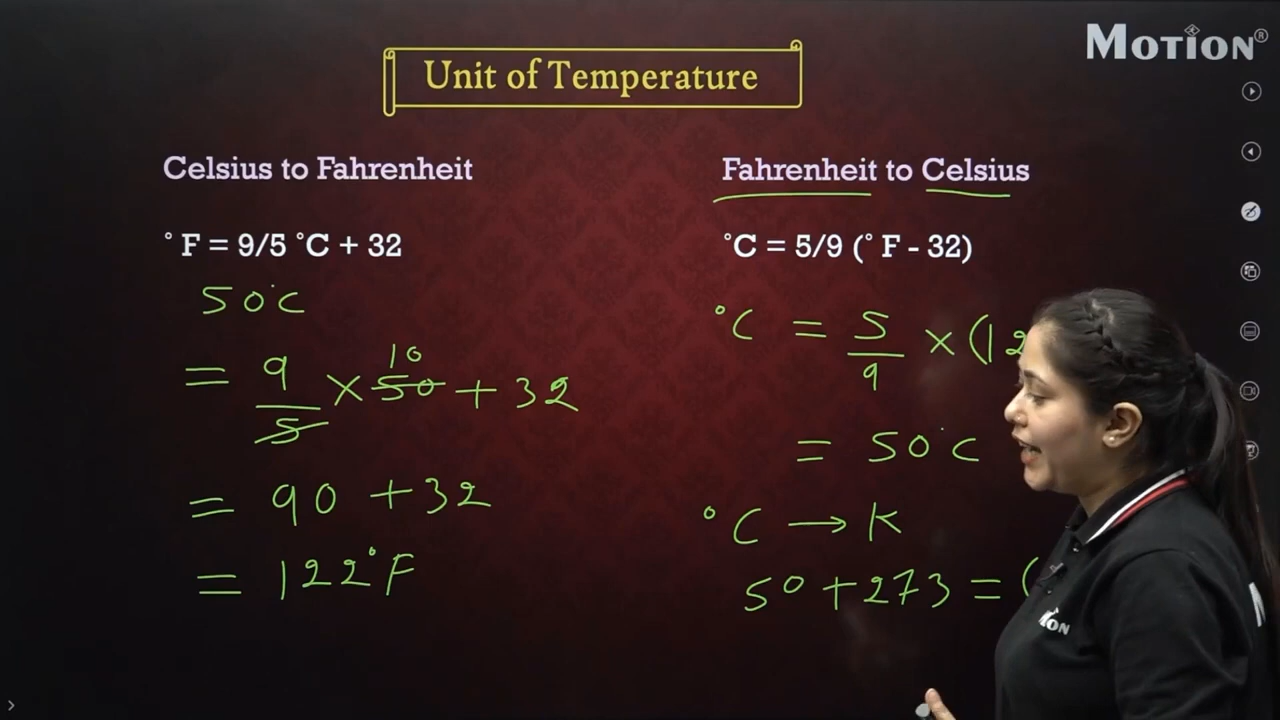 MOTION®
Unit of Temperature
Celsius to Fahrenheit
° F = 9/5 °C + 32
50°C
= 9/5 × 50 10 + 32
= 90 + 32
= 122°F
Fahrenheit to Celsius
°C = 5/9 (° F - 32)
°C = 5/9 × (12
= 50°C
°C → K
50 + 273 = (
MOTION